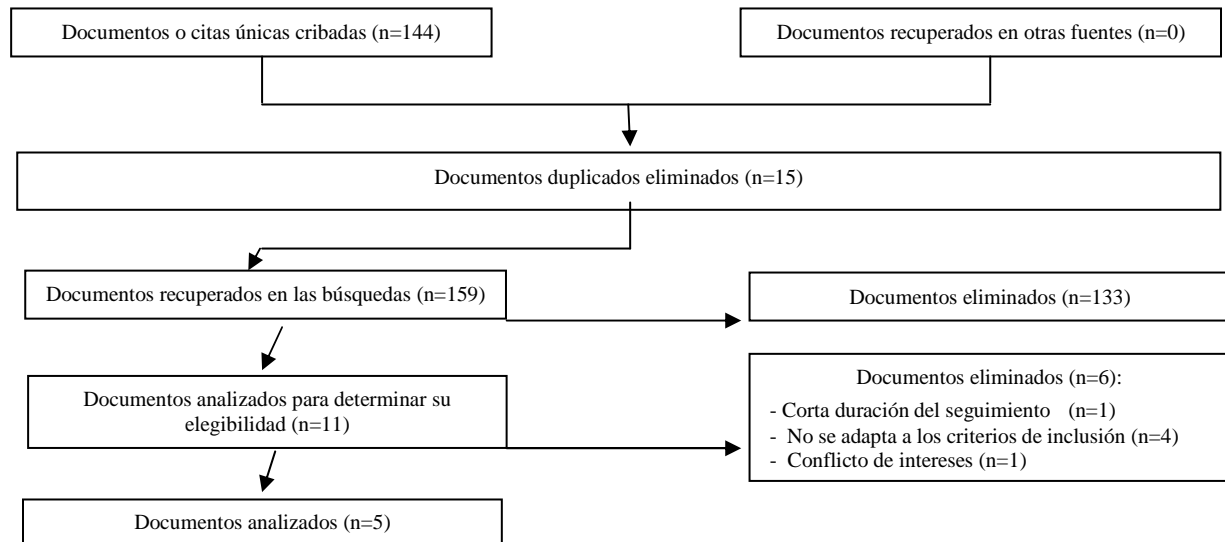 Documentos o citas únicas cribadas (n=144)
Documentos recuperados en otras fuentes (n=0)
Documentos duplicados eliminados (n=15)
Documentos recuperados en las búsquedas (n=159)
Documentos eliminados (n=133)
Documentos analizados para determinar su
elegibilidad (n=11)
Documentos eliminados (n=6):
- Corta duración del seguimiento (n=1)
- No se adapta a los criterios de inclusión (n=4)
- Conflicto de intereses (n=1)
Documentos analizados (n=5)